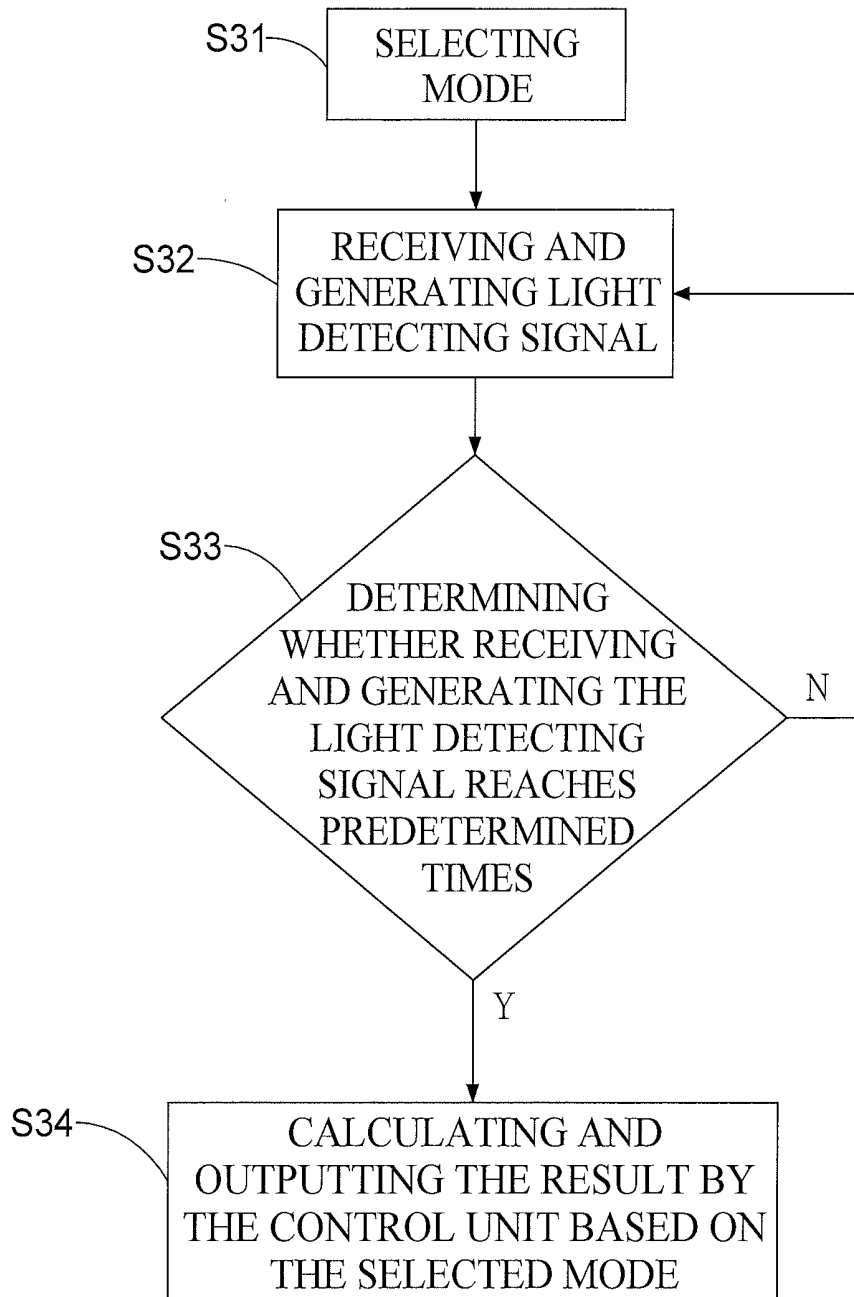 S31
SELECTING
MODE
S32
RECEIVING AND
GENERATING LIGHT
DETECTING SIGNAL
S33
DETERMINING
WHETHER RECEIVING
AND GENERATING THE
LIGHT DETECTING
SIGNAL REACHES
PREDETERMINED
TIMES
N
Y
S34
CALCULATING AND
OUTPUTTING THE RESULT BY
THE CONTROL UNIT BASED ON
THE SELECTED MODE